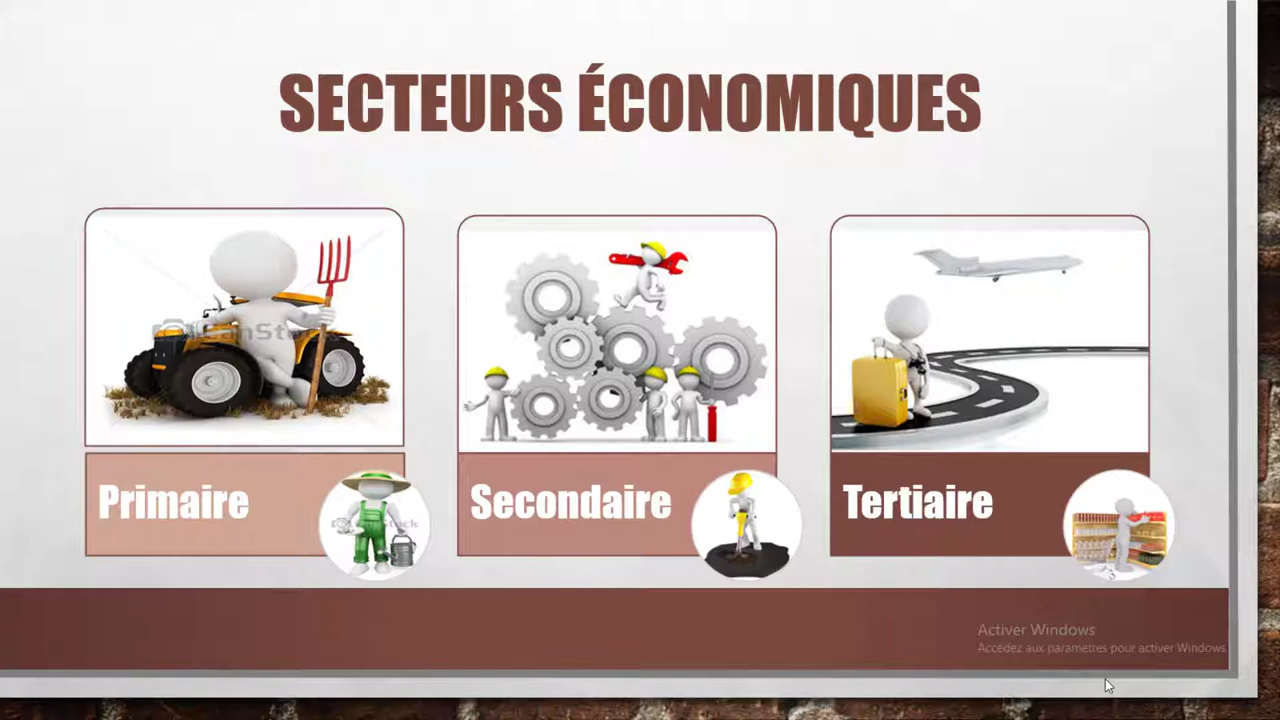 SECTEURS ÉCONOMIQUES
Primaire
Secondaire
Tertiaire
Activer Windows
Accédez aux paramètres pour activer Windows.